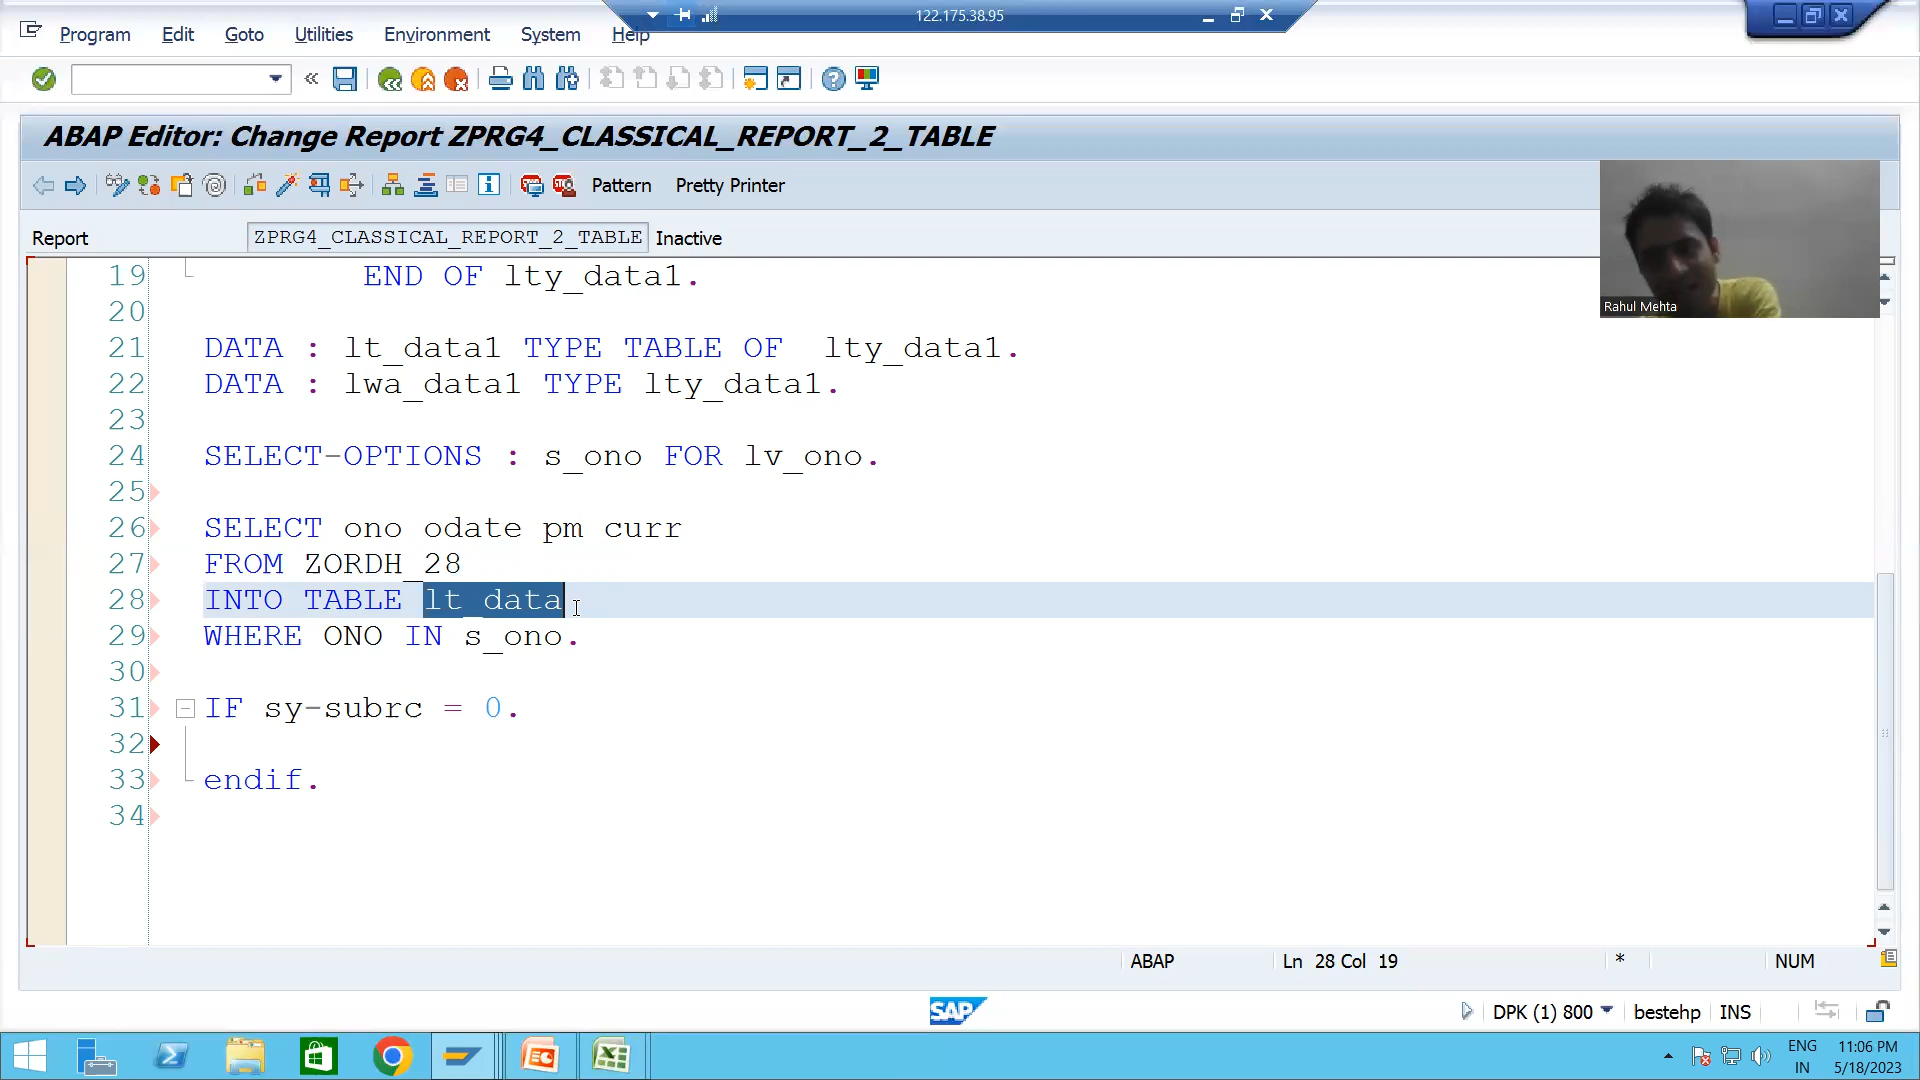 122.175.38.95
Program Edit Goto Utilities Environment System Help
ABAP Editor: Change Report ZPRG4_CLASSICAL_REPORT_2_TABLE
Pattern Pretty Printer
Report ZPRG4_CLASSICAL_REPORT_2_TABLE Inactive
Rahul Mehta
19 END OF lty_data1.
20
21 DATA : lt_data1 TYPE TABLE OF lty_data1.
22 DATA : lwa_data1 TYPE lty_data1.
23
24 SELECT-OPTIONS : s_ono FOR lv_ono.
25
26 SELECT ono odate pm curr
27 FROM ZORDH_28
28 INTO TABLE lt_data
29 WHERE ONO IN s_ono.
30
31 IF sy-subrc = 0.
32
33 endif.
34
ABAP Ln 28 Col 19 * NUM
SAP DPK (1) 800 bestehp INS
ENG 11:06 PM
IN 5/18/2023